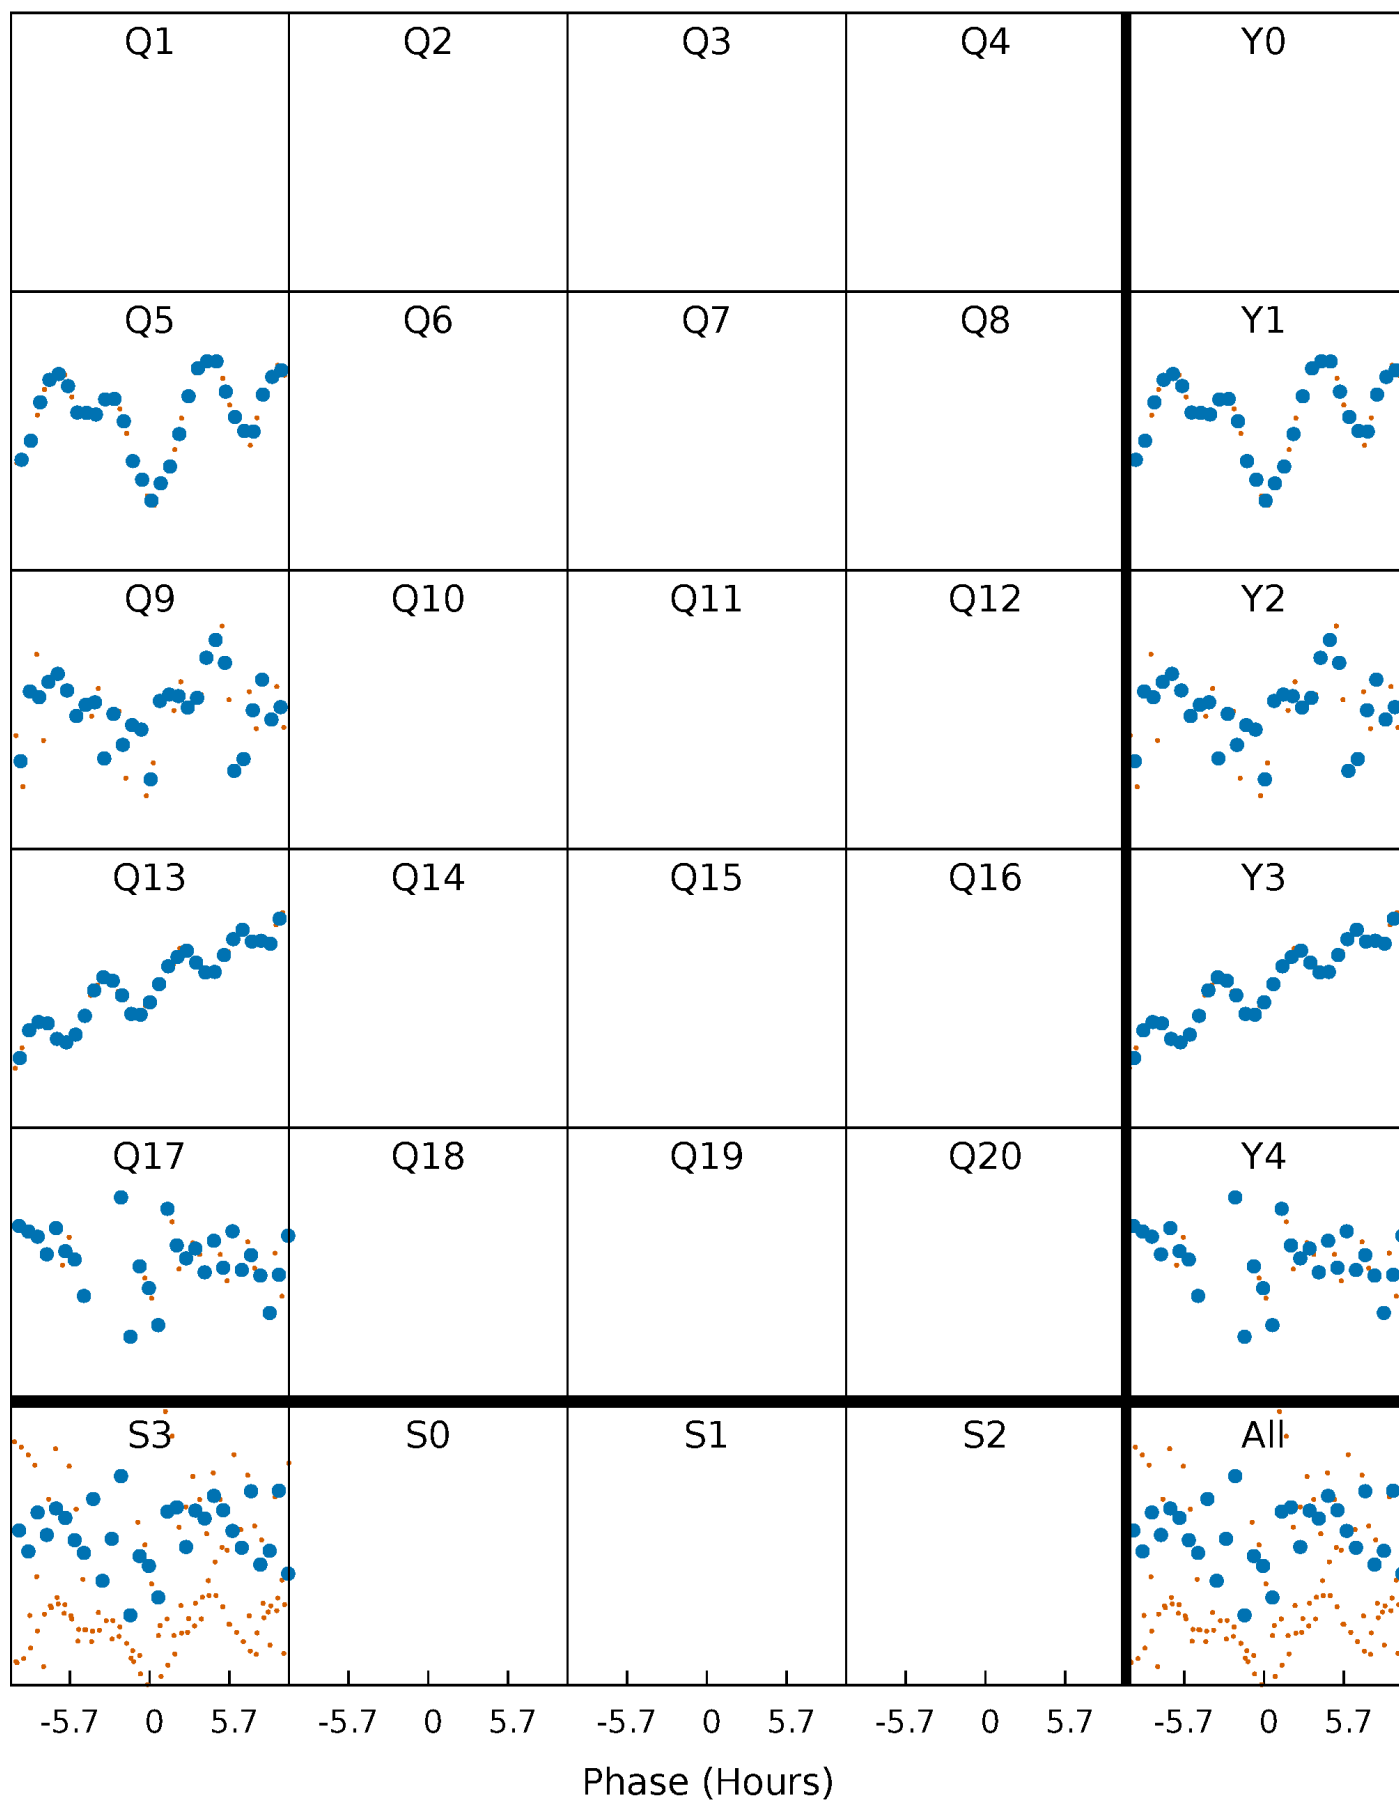 Q1 Q2 Q3 Q4 Y0
Q5 Q6 Q7 Q8 Y1
Q9 Q10 Q11 Q12 Y2
Q13 Q14 Q15 Q16 Y3
Q17 Q18 Q19 Q20 Y4
S3 S0 S1 S2 All
-5.7 0 5.7 -5.7 0 5.7 -5.7 0 5.7 -5.7 0 5.7 -5.7 0 5.7
Phase (Hours)